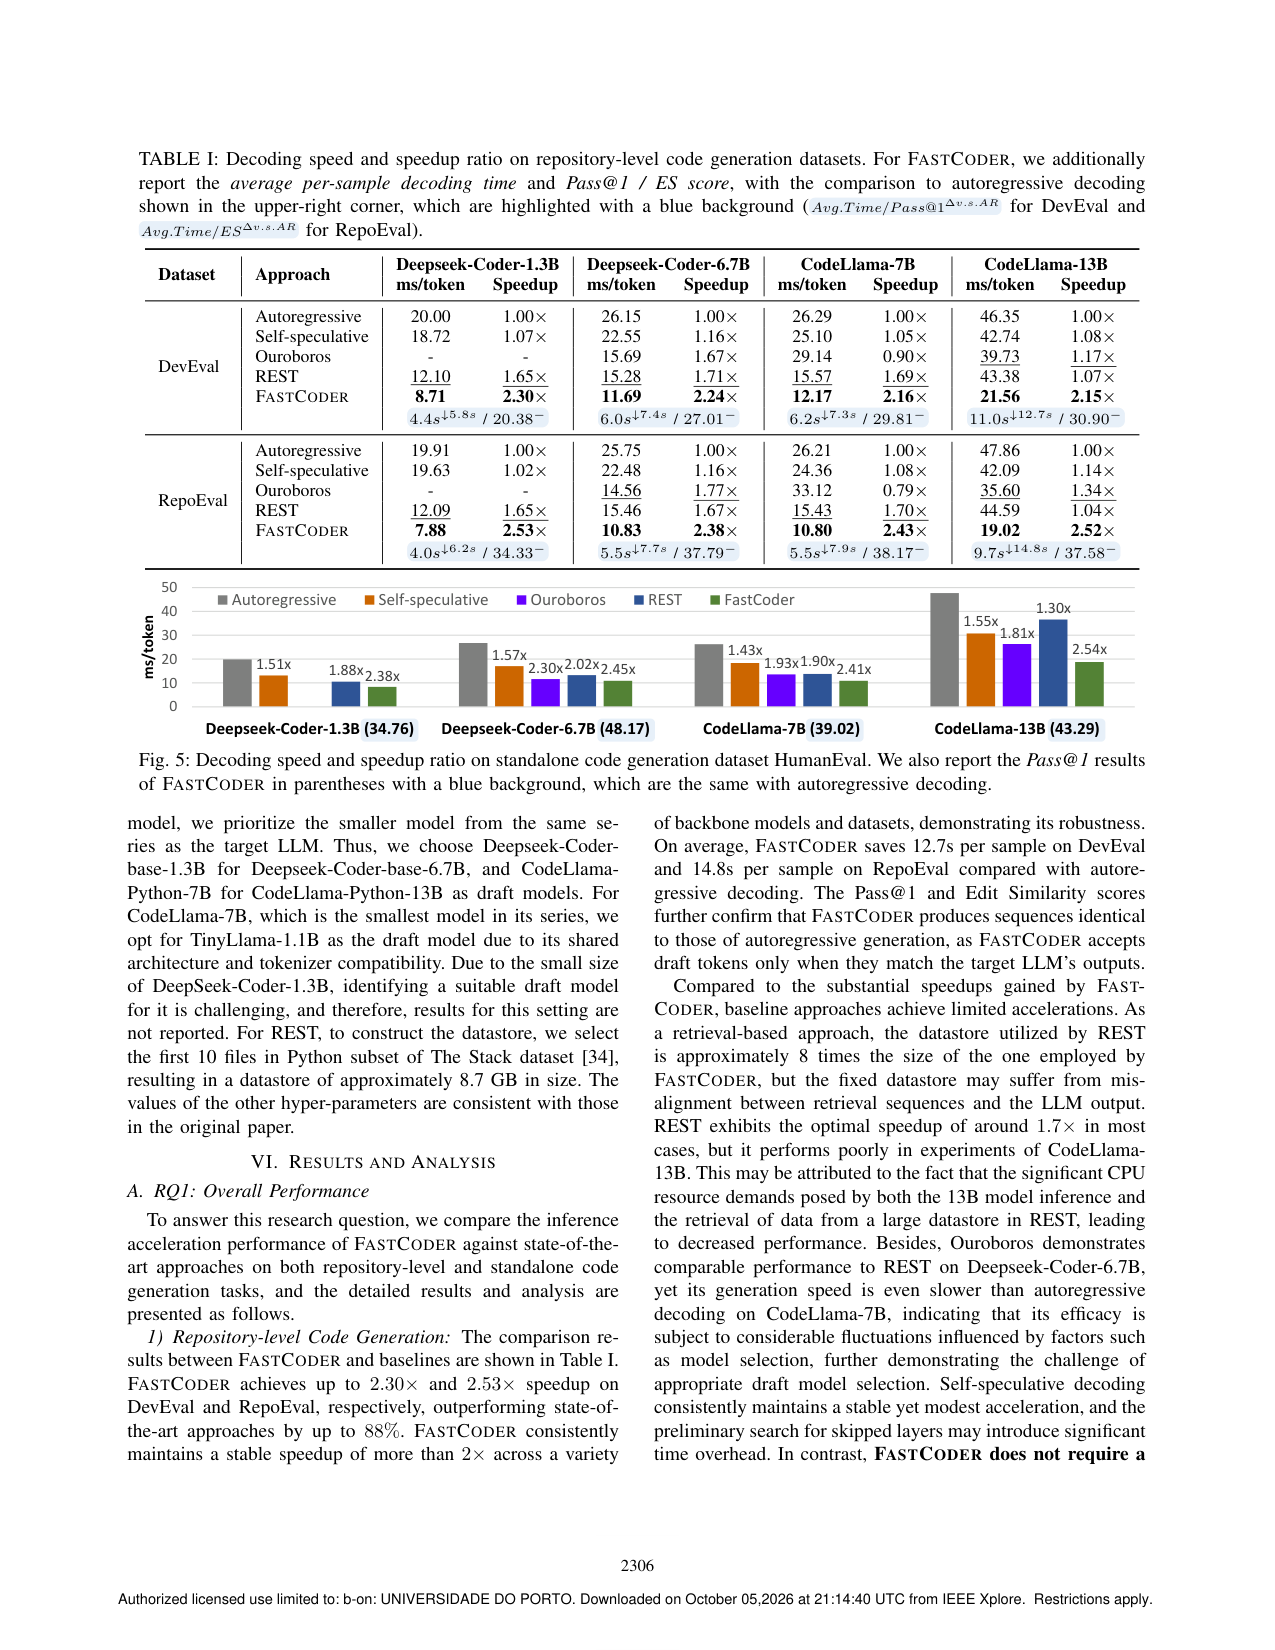 TABLE I: Decoding speed and speedup ratio on repository-level code generation datasets. For FASTCODER, we additionally
report the average per-sample decoding time and Pass@1 / ES score, with the comparison to autoregressive decoding
shown in the upper-right corner, which are highlighted with a blue background ( Avg.Time/Pass@1^Δv.s.AR for DevEval and
Avg.Time/ES^Δv.s.AR for RepoEval).
Dataset Approach Deepseek-Coder-1.3B Deepseek-Coder-6.7B CodeLlama-7B CodeLlama-13B
ms/token Speedup ms/token Speedup ms/token Speedup ms/token Speedup
DevEval
Autoregressive 20.00 1.00× 26.15 1.00× 26.29 1.00× 46.35 1.00×
Self-speculative 18.72 1.07× 22.55 1.16× 25.10 1.05× 42.74 1.08×
Ouroboros - - 15.69 1.67× 29.14 0.90× 39.73 1.17×
REST 12.10 1.65× 15.28 1.71× 15.57 1.69× 43.38 1.07×
FASTCODER 8.71 2.30× 11.69 2.24× 12.17 2.16× 21.56 2.15×
4.4s↓5.8s / 20.38− 6.0s↓7.4s / 27.01− 6.2s↓7.3s / 29.81− 11.0s↓12.7s / 30.90−
RepoEval
Autoregressive 19.91 1.00× 25.75 1.00× 26.21 1.00× 47.86 1.00×
Self-speculative 19.63 1.02× 22.48 1.16× 24.36 1.08× 42.09 1.14×
Ouroboros - - 14.56 1.77× 33.12 0.79× 35.60 1.34×
REST 12.09 1.65× 15.46 1.67× 15.43 1.70× 44.59 1.04×
FASTCODER 7.88 2.53× 10.83 2.38× 10.80 2.43× 19.02 2.52×
4.0s↓6.2s / 34.33− 5.5s↓7.7s / 37.79− 5.5s↓7.9s / 38.17− 9.7s↓14.8s / 37.58−
ms/token
50
40
30
20
10
0
Autoregressive Self-speculative Ouroboros REST FastCoder
1.51x 1.88x 2.38x
1.57x 2.30x 2.02x 2.45x
1.43x 1.93x 1.90x 2.41x
1.55x 1.81x 1.30x 2.54x
Deepseek-Coder-1.3B (34.76) Deepseek-Coder-6.7B (48.17) CodeLlama-7B (39.02) CodeLlama-13B (43.29)
Fig. 5: Decoding speed and speedup ratio on standalone code generation dataset HumanEval. We also report the Pass@1 results
of FASTCODER in parentheses with a blue background, which are the same with autoregressive decoding.
model, we prioritize the smaller model from the same se-
ries as the target LLM. Thus, we choose Deepseek-Coder-
base-1.3B for Deepseek-Coder-base-6.7B, and CodeLlama-
Python-7B for CodeLlama-Python-13B as draft models. For
CodeLlama-7B, which is the smallest model in its series, we
opt for TinyLlama-1.1B as the draft model due to its shared
architecture and tokenizer compatibility. Due to the small size
of DeepSeek-Coder-1.3B, identifying a suitable draft model
for it is challenging, and therefore, results for this setting are
not reported. For REST, to construct the datastore, we select
the first 10 files in Python subset of The Stack dataset [34],
resulting in a datastore of approximately 8.7 GB in size. The
values of the other hyper-parameters are consistent with those
in the original paper.
VI. RESULTS AND ANALYSIS
A. RQ1: Overall Performance
To answer this research question, we compare the inference
acceleration performance of FASTCODER against state-of-the-
art approaches on both repository-level and standalone code
generation tasks, and the detailed results and analysis are
presented as follows.
1) Repository-level Code Generation: The comparison re-
sults between FASTCODER and baselines are shown in Table I.
FASTCODER achieves up to 2.30× and 2.53× speedup on
DevEval and RepoEval, respectively, outperforming state-of-
the-art approaches by up to 88%. FASTCODER consistently
maintains a stable speedup of more than 2× across a variety
of backbone models and datasets, demonstrating its robustness.
On average, FASTCODER saves 12.7s per sample on DevEval
and 14.8s per sample on RepoEval compared with autore-
gressive decoding. The Pass@1 and Edit Similarity scores
further confirm that FASTCODER produces sequences identical
to those of autoregressive generation, as FASTCODER accepts
draft tokens only when they match the target LLM's outputs.
Compared to the substantial speedups gained by FAST-
CODER, baseline approaches achieve limited accelerations. As
a retrieval-based approach, the datastore utilized by REST
is approximately 8 times the size of the one employed by
FASTCODER, but the fixed datastore may suffer from mis-
alignment between retrieval sequences and the LLM output.
REST exhibits the optimal speedup of around 1.7× in most
cases, but it performs poorly in experiments of CodeLlama-
13B. This may be attributed to the fact that the significant CPU
resource demands posed by both the 13B model inference and
the retrieval of data from a large datastore in REST, leading
to decreased performance. Besides, Ouroboros demonstrates
comparable performance to REST on Deepseek-Coder-6.7B,
yet its generation speed is even slower than autoregressive
decoding on CodeLlama-7B, indicating that its efficacy is
subject to considerable fluctuations influenced by factors such
as model selection, further demonstrating the challenge of
appropriate draft model selection. Self-speculative decoding
consistently maintains a stable yet modest acceleration, and the
preliminary search for skipped layers may introduce significant
time overhead. In contrast, FASTCODER does not require a
2306
Authorized licensed use limited to: b-on: UNIVERSIDADE DO PORTO. Downloaded on October 05,2026 at 21:14:40 UTC from IEEE Xplore. Restrictions apply.